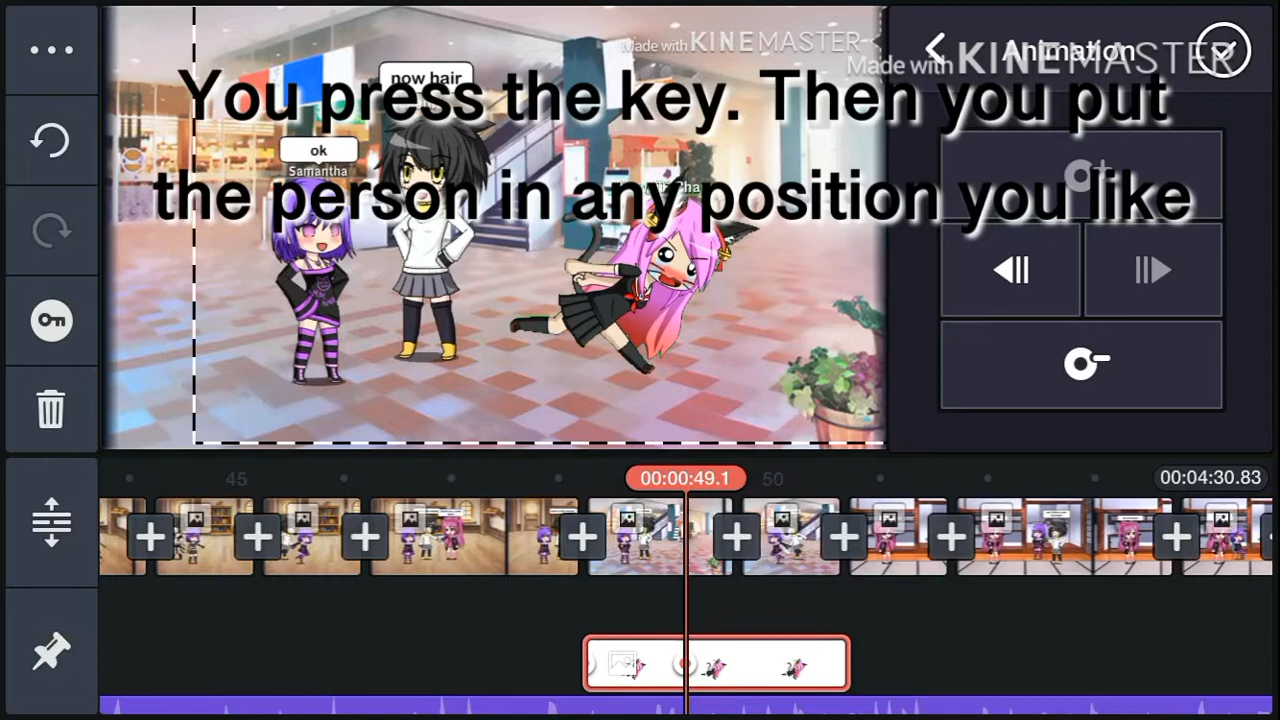 Made with KINEMASTER
Animation
Made with KINEMASTER
now hair
You press the key. Then you put
ok
Samantha
the person in any position you like
45
00:00:49.1
50
00:04:30.83